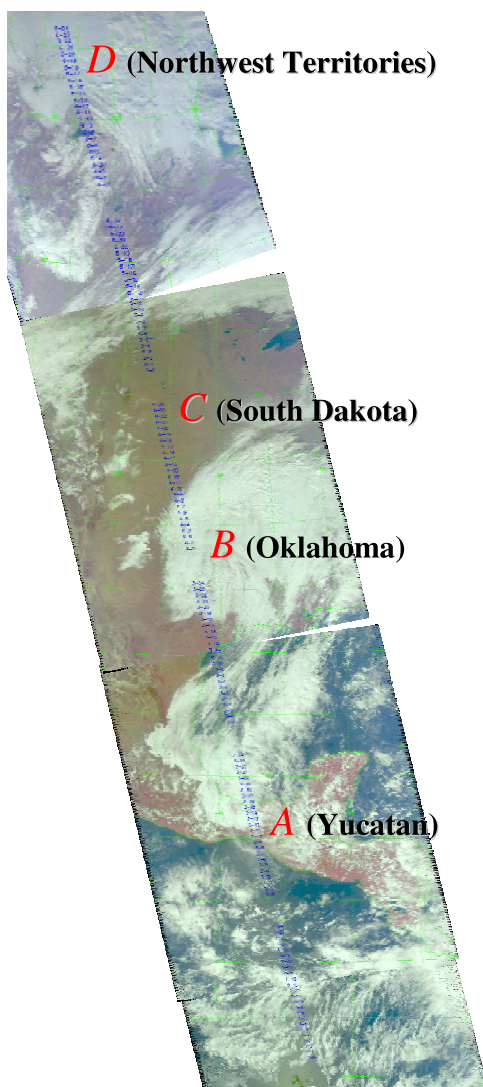 D (Northwest Territories)
C (South Dakota)
B (Oklahoma)
A (Yucatan)